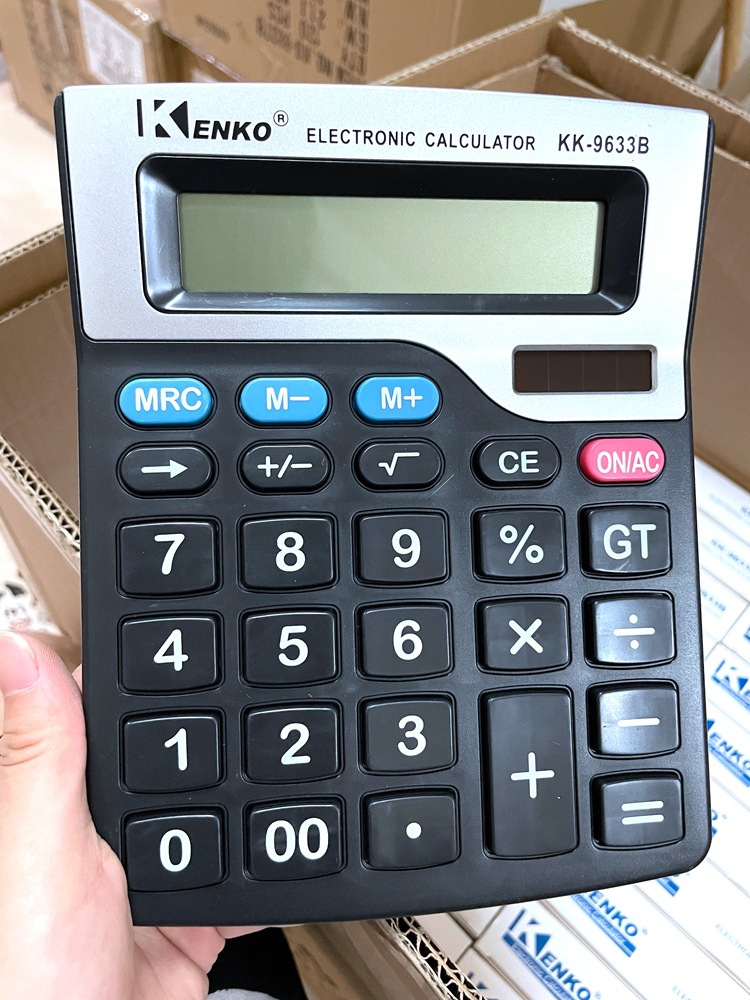 KENKO® ELECTRONIC CALCULATOR KK-9633B
MRC M− M+
→ +/− √ CE ON/AC
7 8 9 % GT
4 5 6 × ÷
1 2 3 + −
0 00 . =
KENKO
KENKO
KENKO